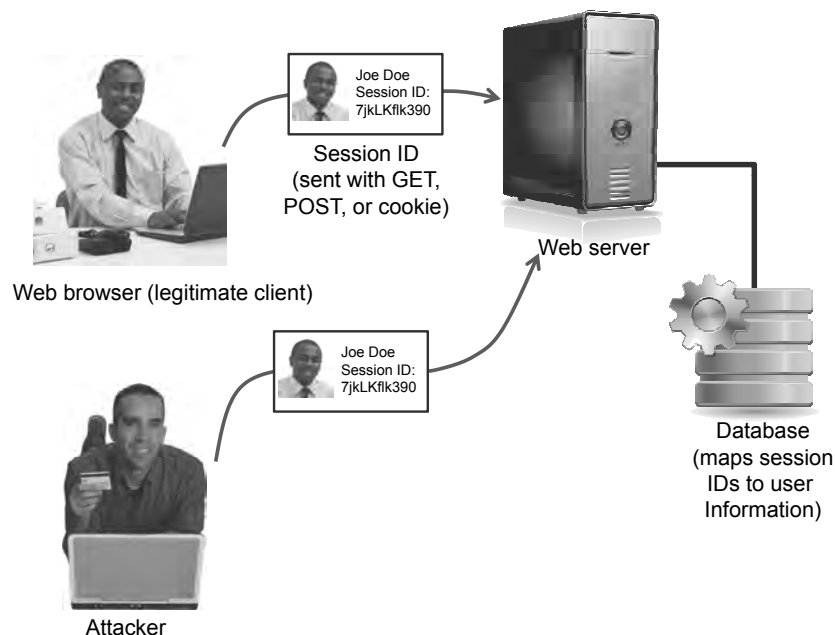 Joe Doe
Session ID:
7jkLKflk390
Session ID
(sent with GET,
POST, or cookie)
Web server
Web browser (legitimate client)
Joe Doe
Session ID:
7jkLKflk390
Database
(maps session
IDs to user
Information)
Attacker